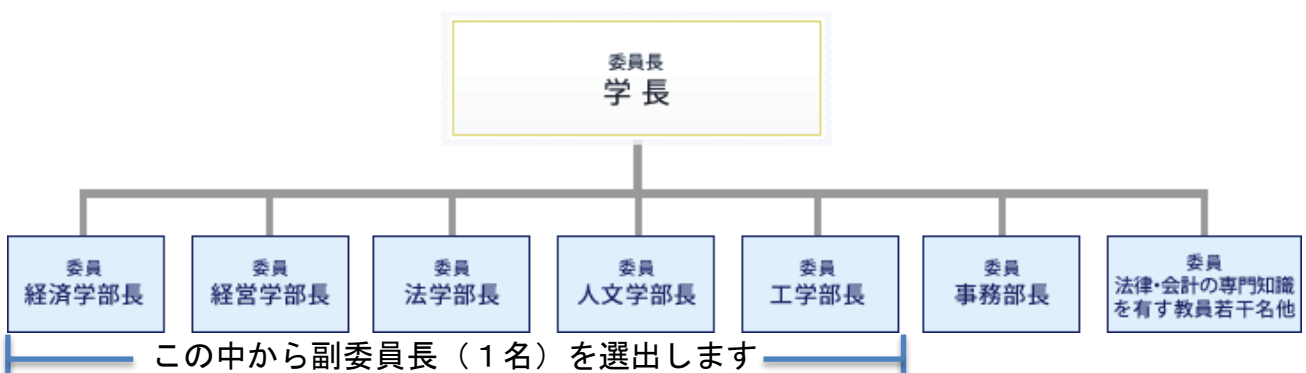 委員長
学長
委員
経済学部長
委員
経営学部長
委員
法学部長
委員
人文学部長
委員
工学部長
委員
事務部長
委員
法律・会計の専門知識
を有す教員若干名他
この中から副委員長（１名）を選出します